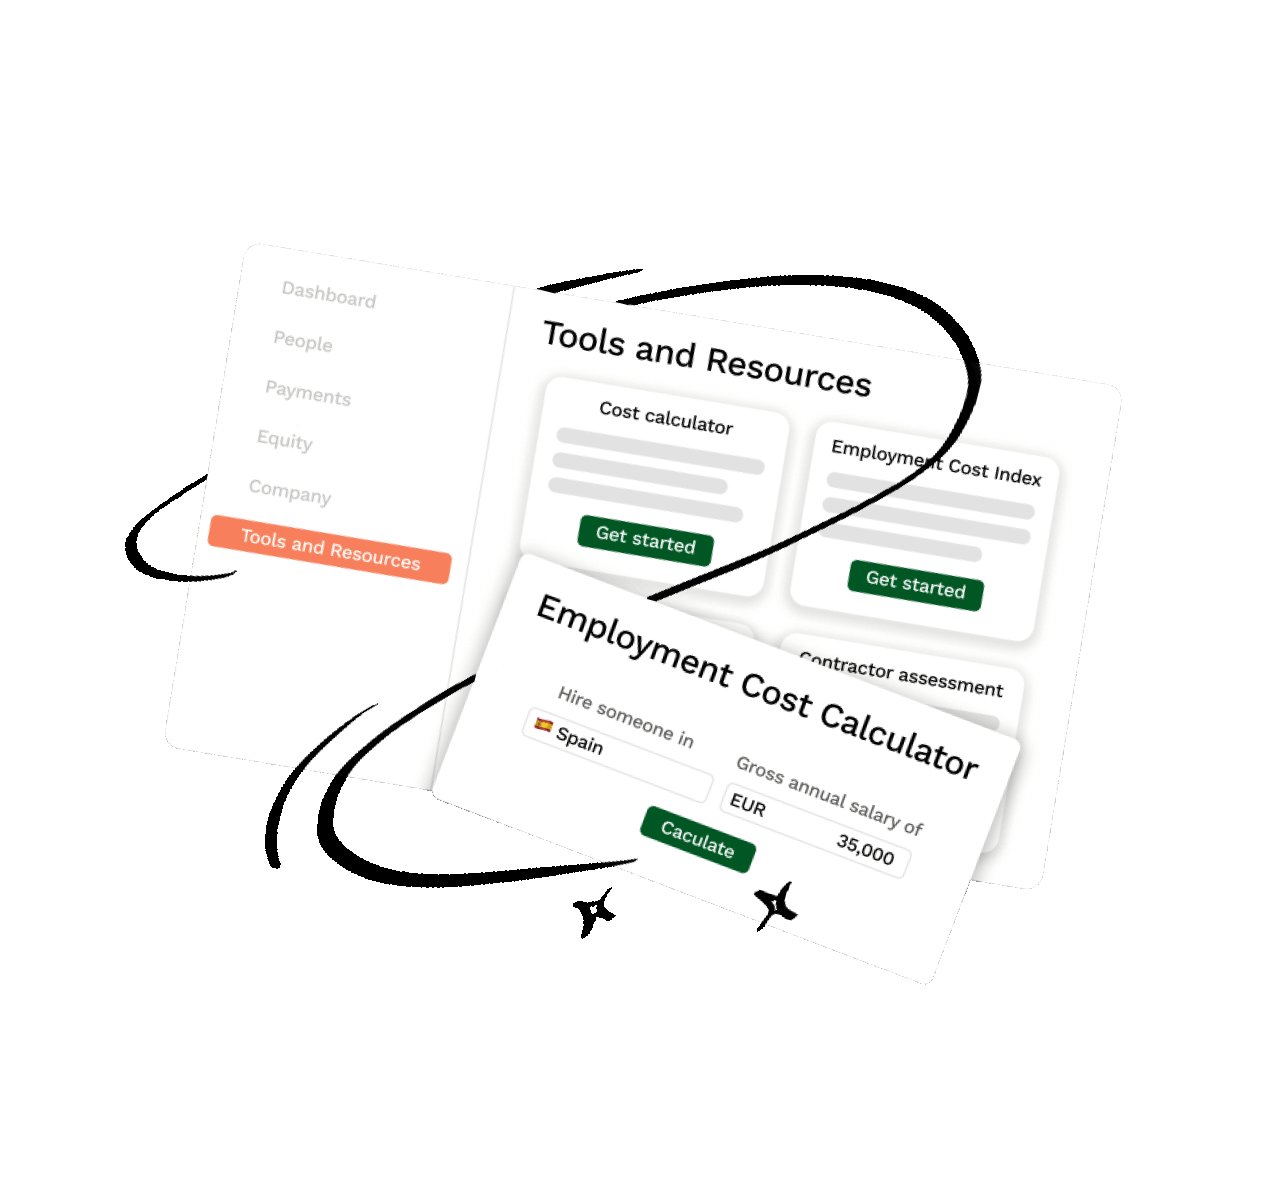 Dashboard
People
Payments
Equity
Company
Tools and Resources
Tools and Resources
Cost calculator
Get started
Employment Cost Index
Get started
Contractor assessment
Employment Cost Calculator
Hire someone in
Spain
Gross annual salary of
EUR 35,000
Caculate